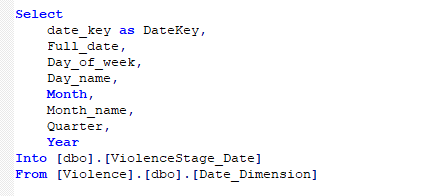 Select
date_key as DateKey,
Full_date,
Day_of_week,
Day_name,
Month,
Month_name,
Quarter,
Year
Into [dbo].[ViolenceStage_Date]
From [Violence].[dbo].[Date_Dimension]